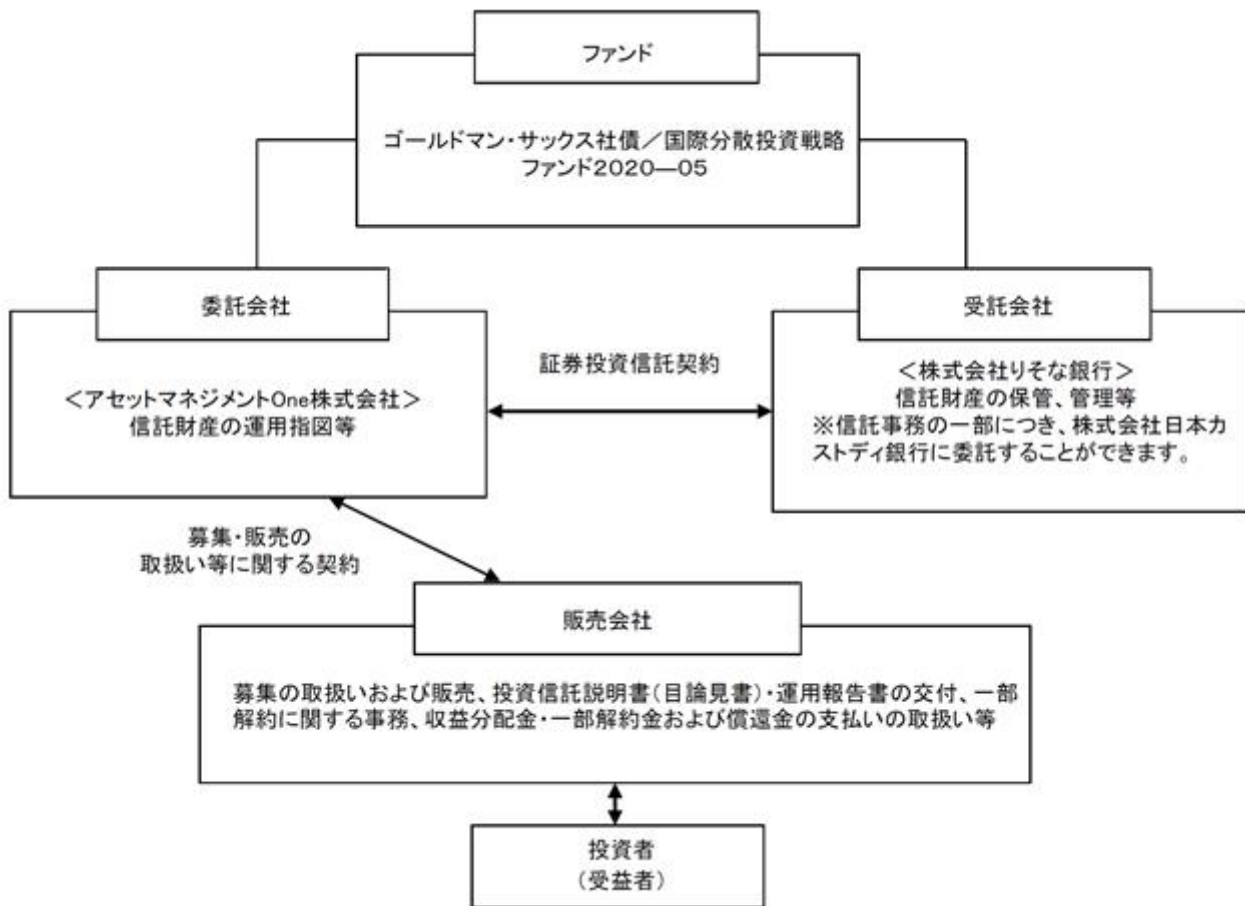 ファンド
ゴールドマン・サックス社債／国際分散投資戦略
ファンド2020―05
委託会社
＜アセットマネジメントOne株式会社＞
信託財産の運用指図等
証券投資信託契約
受託会社
＜株式会社りそな銀行＞
信託財産の保管、管理等
※信託事務の一部につき、株式会社日本カ
ストディ銀行に委託することができます。
募集・販売の
取扱い等に関する契約
販売会社
募集の取扱いおよび販売、投資信託説明書（目論見書）・運用報告書の交付、一部
解約に関する事務、収益分配金・一部解約金および償還金の支払いの取扱い等
投資者
（受益者）